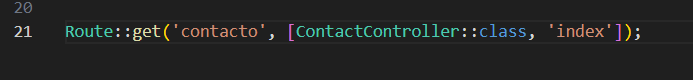 20
21 Route::get('contacto', [ContactController::class, 'index']);